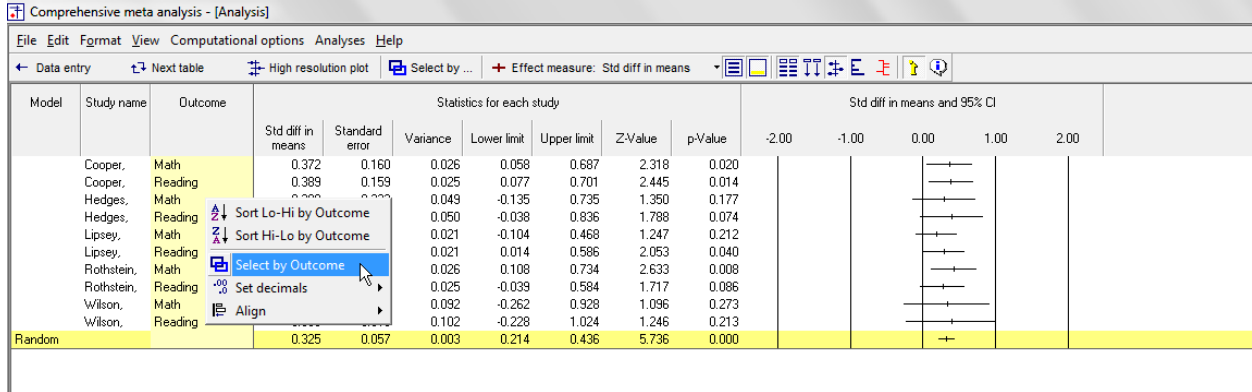 Comprehensive meta analysis - [Analysis]
File Edit Format View Computational options Analyses Help
Data entry Next table High resolution plot Select by ... Effect measure: Std diff in means
Model Study name Outcome Statistics for each study Std diff in means and 95% CI
Std diff in means Standard error Variance Lower limit Upper limit Z-Value p-Value -2.00 -1.00 0.00 1.00 2.00
Cooper, Math 0.372 0.160 0.026 0.058 0.687 2.318 0.020
Cooper, Reading 0.389 0.159 0.025 0.077 0.701 2.445 0.014
Hedges, Math 0.049 -0.135 0.735 1.350 0.177
Hedges, Reading 0.050 -0.038 0.836 1.788 0.074
Lipsey, Math 0.021 -0.104 0.468 1.247 0.212
Lipsey, Reading 0.021 0.014 0.586 2.053 0.040
Rothstein, Math 0.026 0.108 0.734 2.633 0.008
Rothstein, Reading 0.025 -0.039 0.584 1.717 0.086
Wilson, Math 0.092 -0.262 0.928 1.096 0.273
Wilson, Reading 0.102 -0.228 1.024 1.246 0.213
Random 0.325 0.057 0.003 0.214 0.436 5.736 0.000
Sort Lo-Hi by Outcome
Sort Hi-Lo by Outcome
Select by Outcome
Set decimals
Align